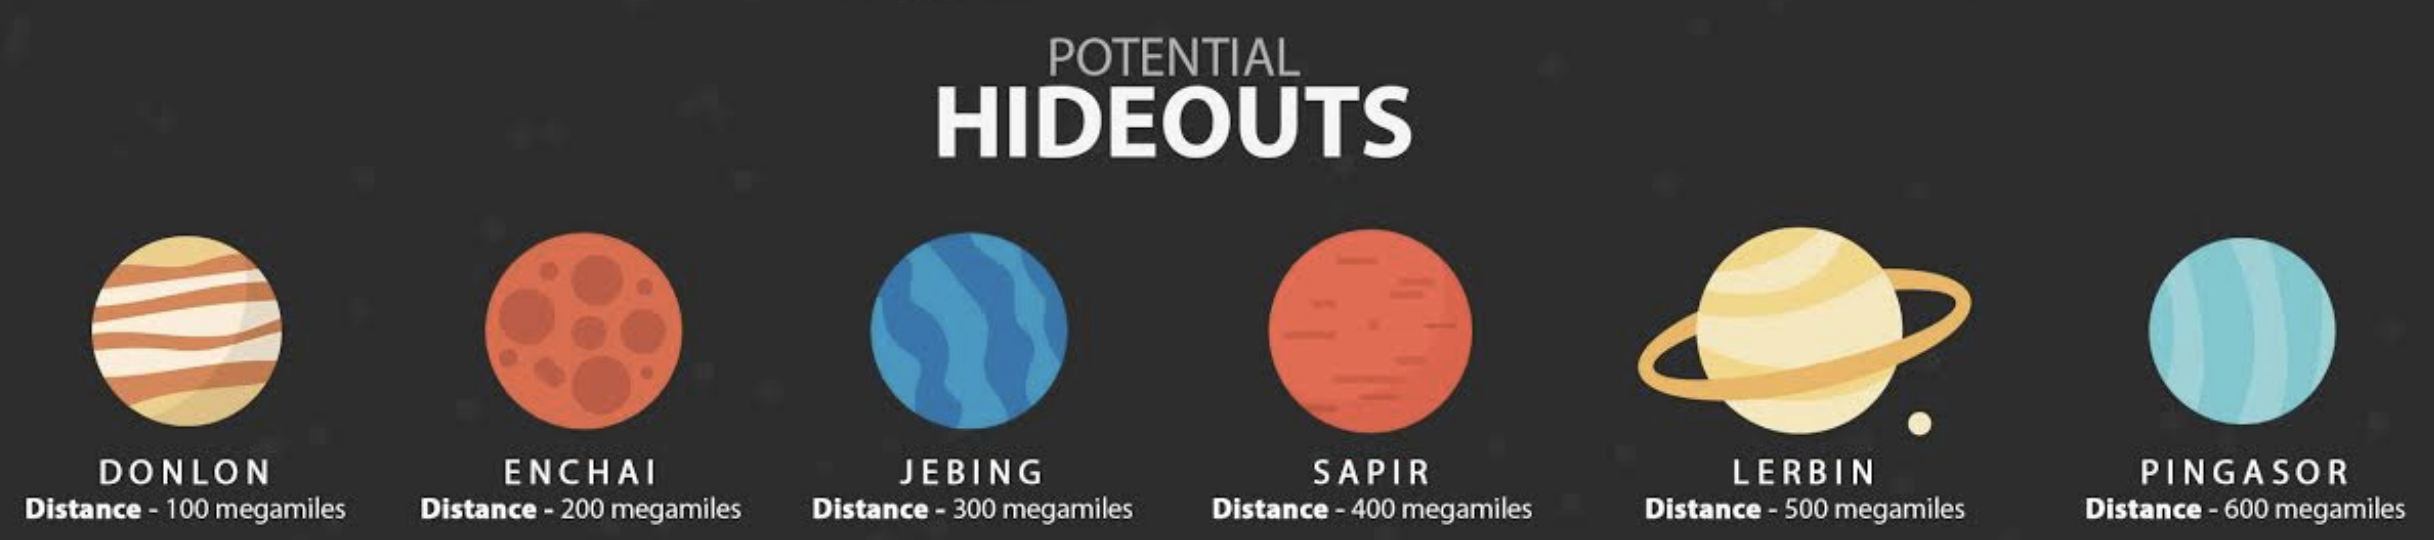 POTENTIAL
HIDEOUTS
DONLON
Distance - 100 megamiles
ENCHAI
Distance - 200 megamiles
JEBING
Distance - 300 megamiles
SAPIR
Distance - 400 megamiles
LERBIN
Distance - 500 megamiles
PINGASOR
Distance - 600 megamiles